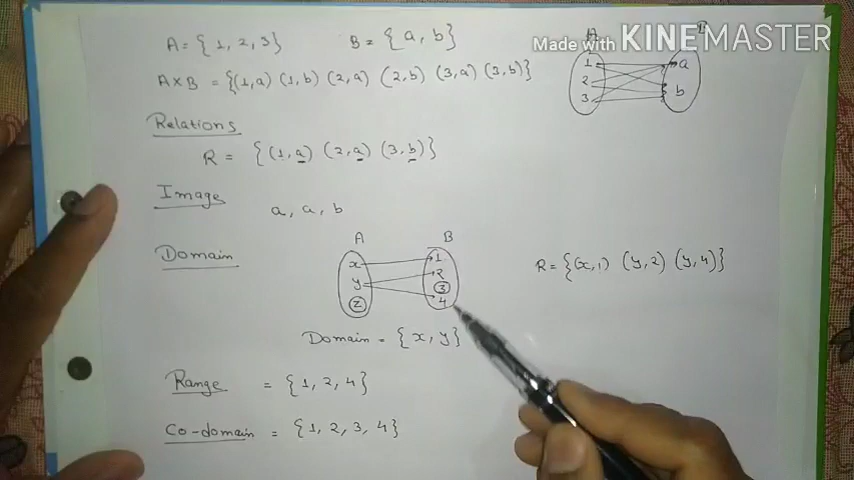 A = {1, 2, 3} B = {a, b}
A×B = {(1, a) (1, b) (2, a) (2, b) (3, a) (3, b)}
A B
1 a
2 b
3
Made with KINEMASTER
Relations
R = {(1, a) (2, a) (3, b)}
Image a, a, b
A B
Domain
x 1
y 2
z 3
4
R = {(x, 1) (y, 2) (y, 4)}
Domain = {x, y}
Range = {1, 2, 4}
Co-domain = {1, 2, 3, 4}